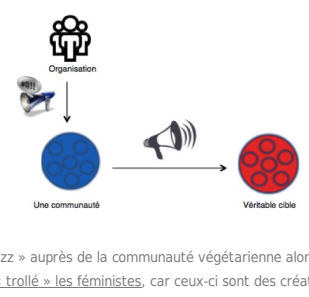 Organisation
#@!!
Une communauté
Véritable cible
zz » auprès de la communauté végétarienne alor
« trollé » les féministes, car ceux-ci sont des créat